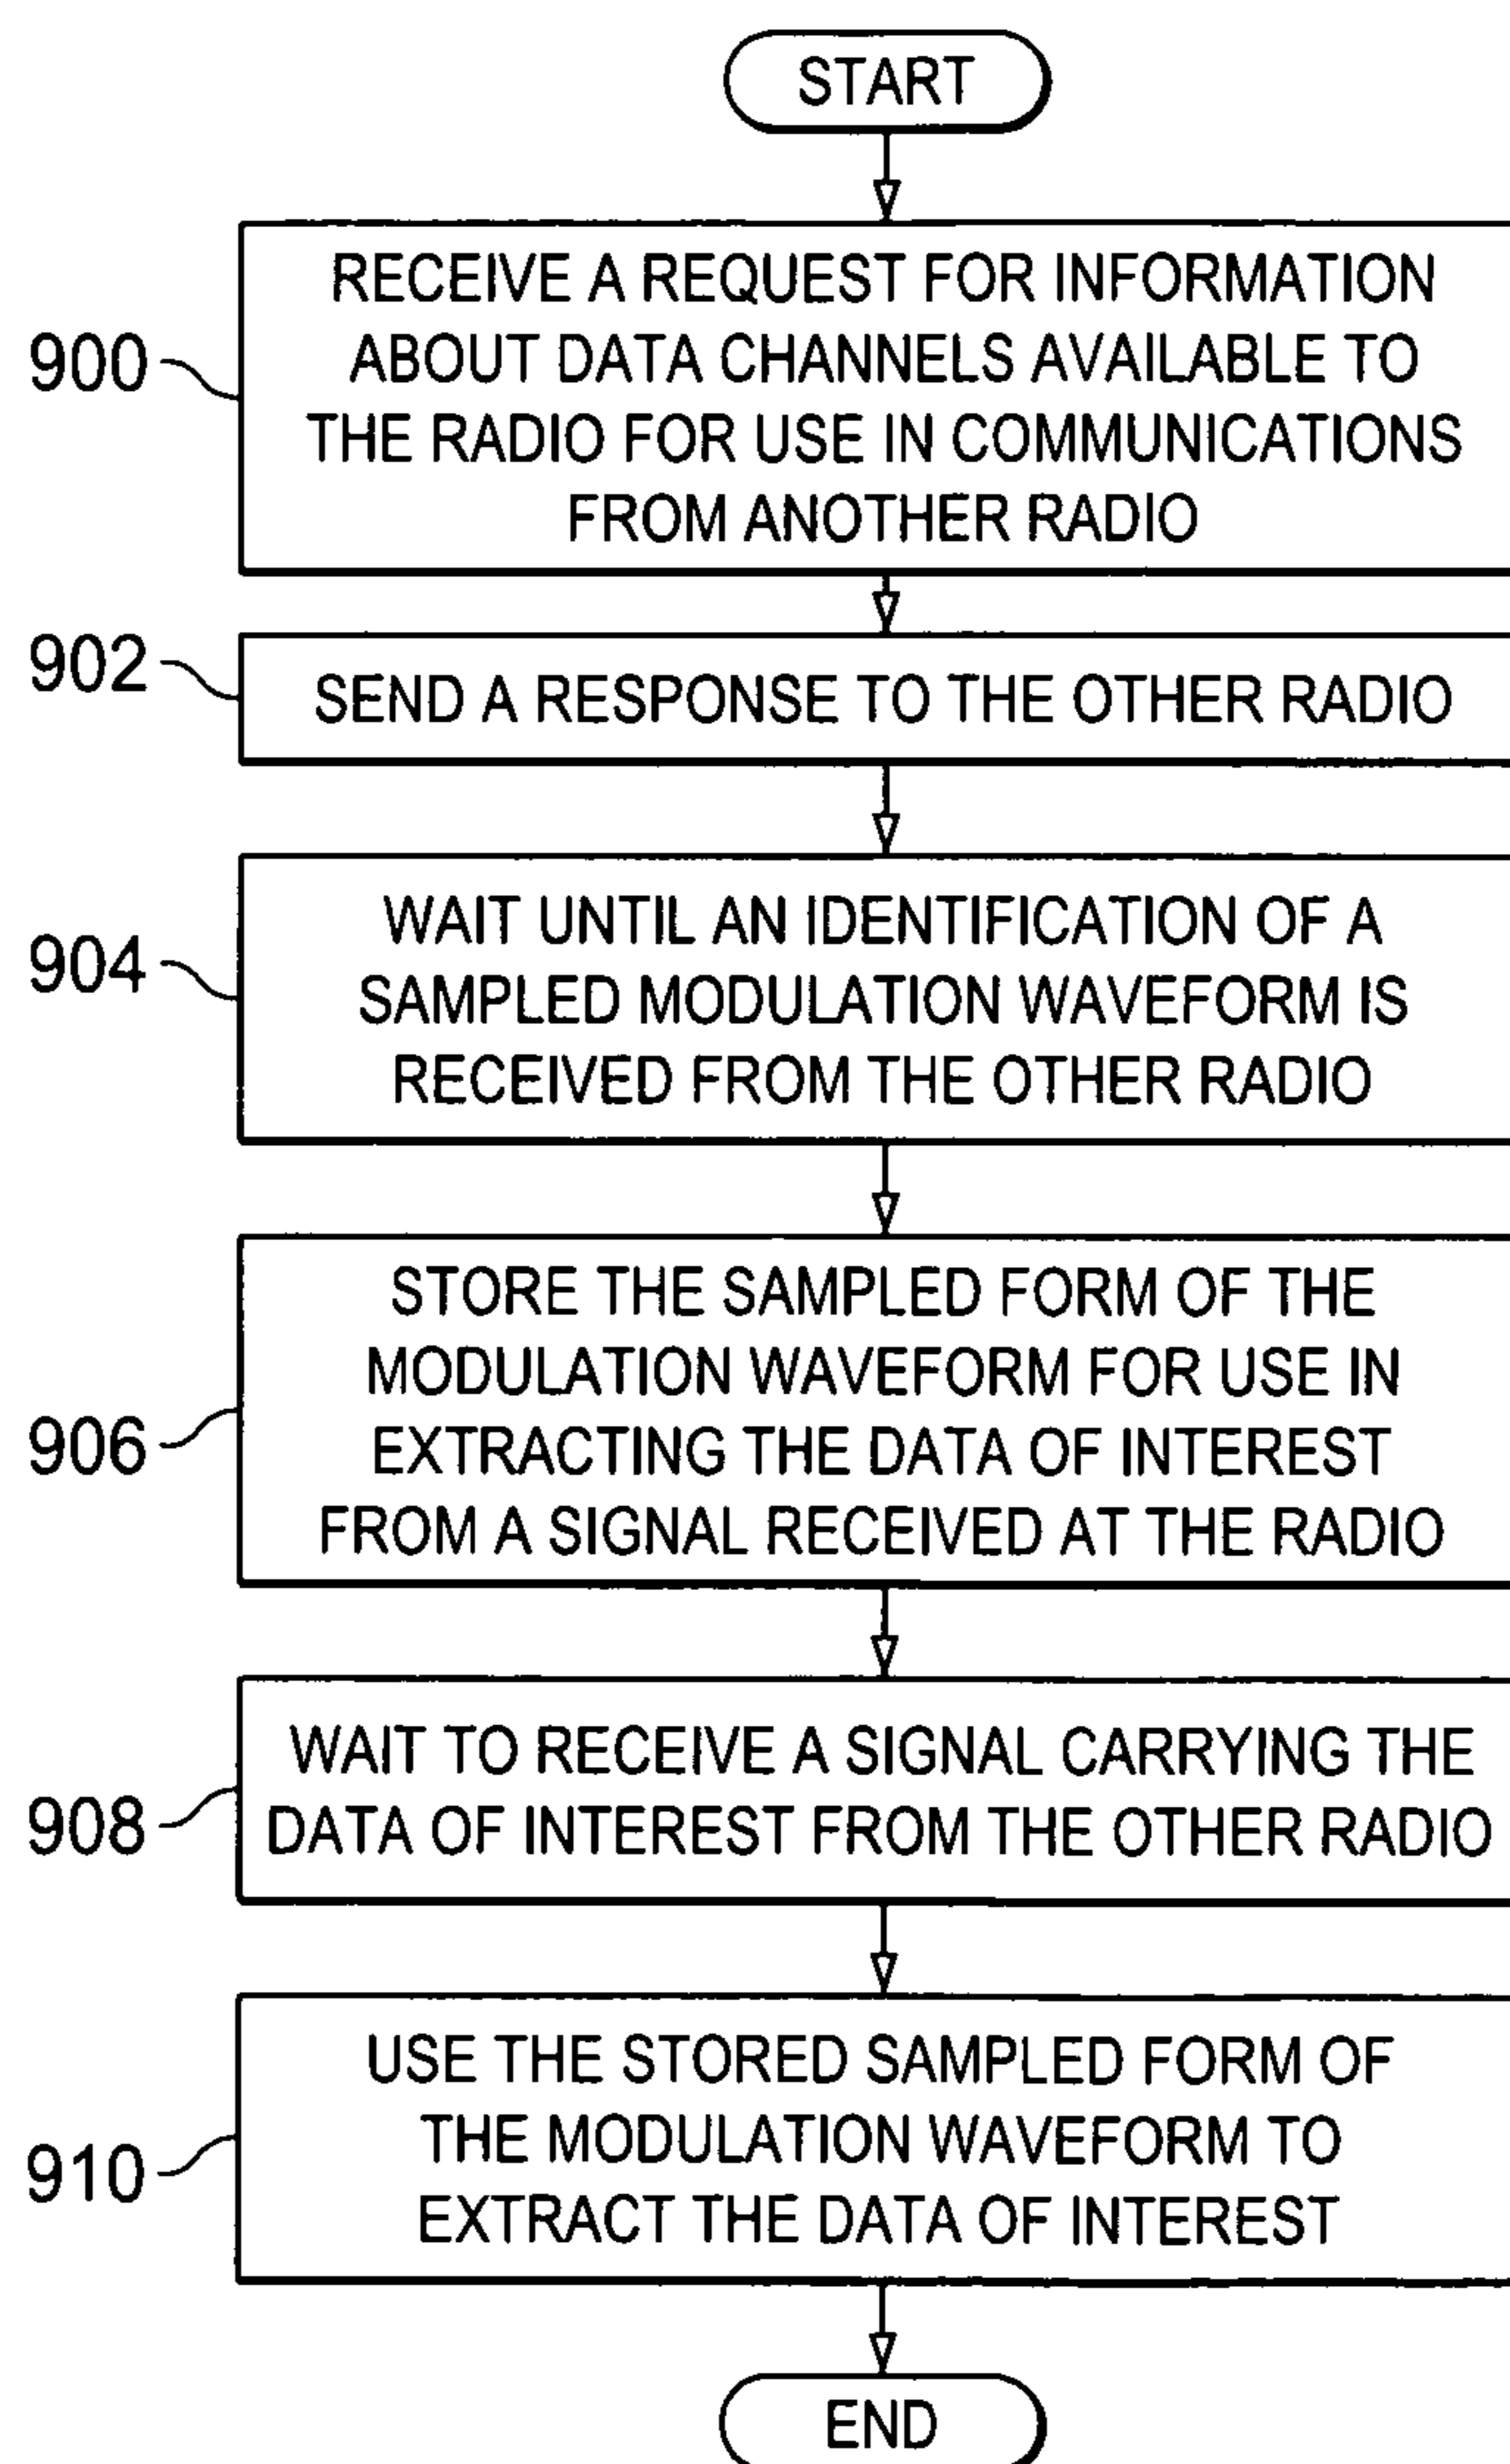 START
900
RECEIVE A REQUEST FOR INFORMATION
ABOUT DATA CHANNELS AVAILABLE TO
THE RADIO FOR USE IN COMMUNICATIONS
FROM ANOTHER RADIO
902
SEND A RESPONSE TO THE OTHER RADIO
904
WAIT UNTIL AN IDENTIFICATION OF A
SAMPLED MODULATION WAVEFORM IS
RECEIVED FROM THE OTHER RADIO
906
STORE THE SAMPLED FORM OF THE
MODULATION WAVEFORM FOR USE IN
EXTRACTING THE DATA OF INTEREST
FROM A SIGNAL RECEIVED AT THE RADIO
908
WAIT TO RECEIVE A SIGNAL CARRYING THE
DATA OF INTEREST FROM THE OTHER RADIO
910
USE THE STORED SAMPLED FORM OF
THE MODULATION WAVEFORM TO
EXTRACT THE DATA OF INTEREST
END